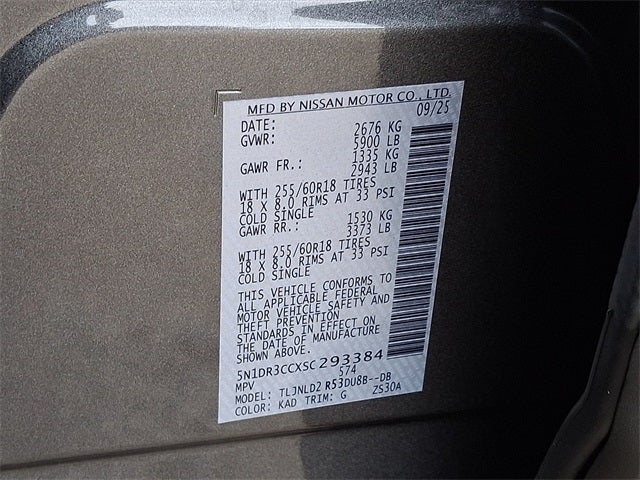 MFD BY NISSAN MOTOR CO., LTD.
DATE: 09/25
GVWR: 2676 KG
5900 LB
GAWR FR.: 1335 KG
2943 LB
WITH 255/60R18 TIRES
18 X 8.0 RIMS AT 33 PSI
COLD SINGLE
GAWR RR.: 1530 KG
3373 LB
WITH 255/60R18 TIRES
18 X 8.0 RIMS AT 33 PSI
COLD SINGLE
THIS VEHICLE CONFORMS TO
ALL APPLICABLE FEDERAL
MOTOR VEHICLE SAFETY AND
THEFT PREVENTION
STANDARDS IN EFFECT ON
THE DATE OF MANUFACTURE
SHOWN ABOVE.
5N1DR3CCXSC293384
MPV 574
MODEL: TLJNLD2 R53DU8B--DB
COLOR: KAD TRIM: G ZS30A